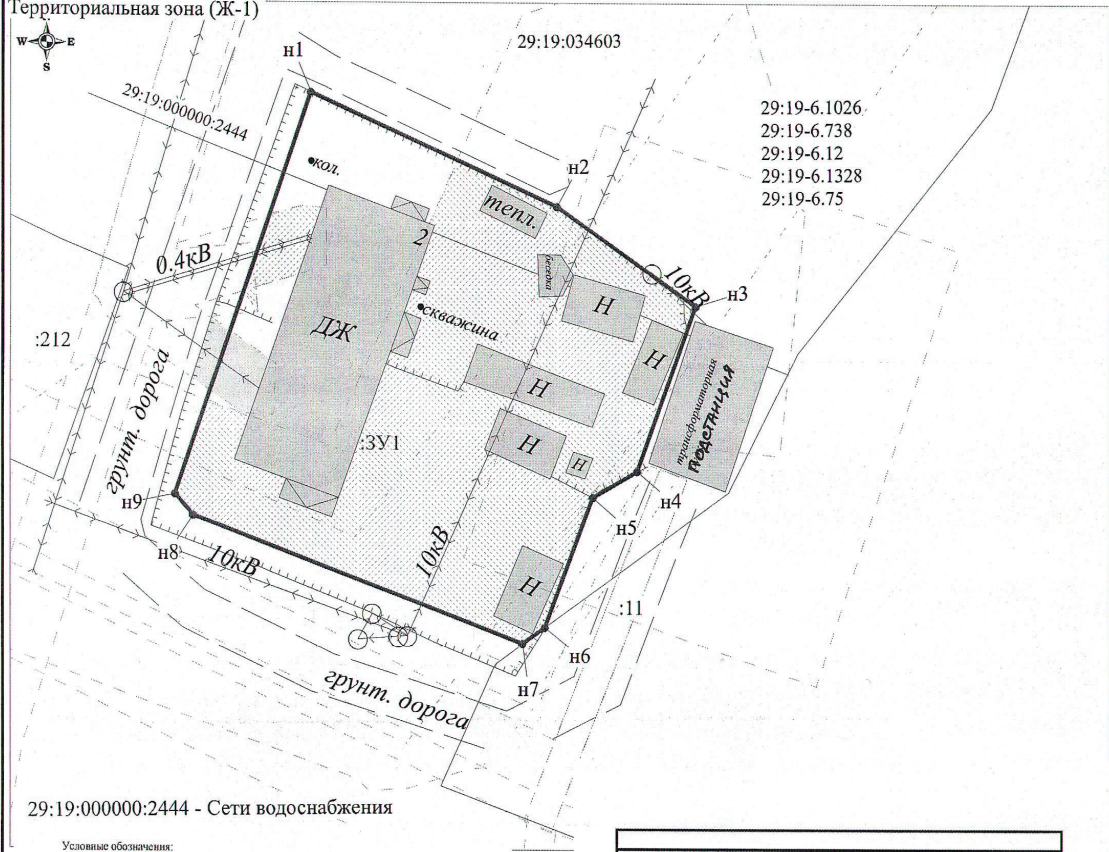 Территориальная зона (Ж-1)
W E
S
29:19:034603
н1
29:19:000000:2444
29:19-6.1026
29:19-6.738
29:19-6.12
29:19-6.1328
29:19-6.75
кол.
н2
тепл.
2
0.4кВ
беседка
10кВ
н3
Н
скважина
:212
ДЖ
Н
трансформаторная
ПОДСТАНЦИЯ
Н
грунт. дорога
:ЗУ1
Н
Н
н4
н9
н5
н8
10кВ
10кВ
Н
:11
н6
н7
грунт. дорога
29:19:000000:2444 - Сети водоснабжения
Условные обозначения: